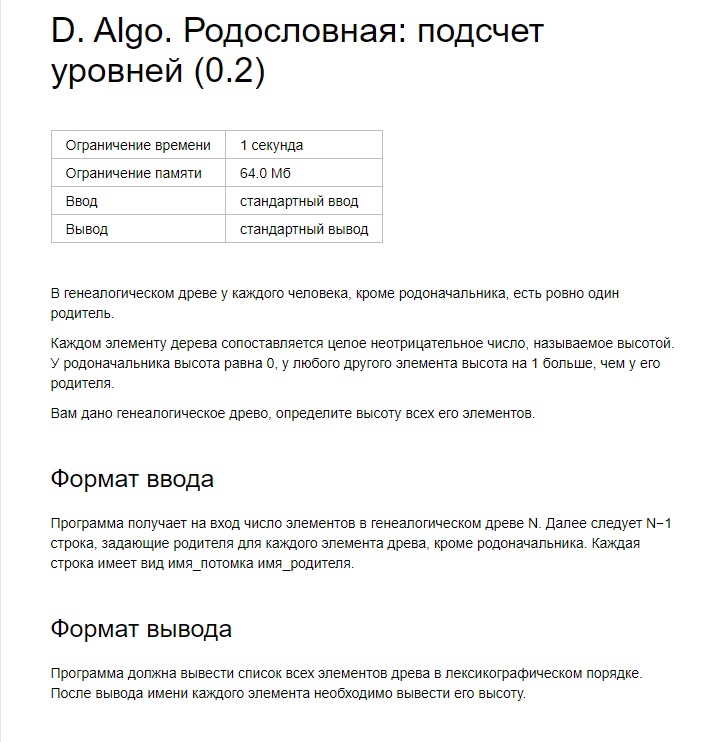 D. Algo. Родословная: подсчет
уровней (0.2)
Ограничение времени 1 секунда
Ограничение памяти 64.0 Мб
Ввод стандартный ввод
Вывод стандартный вывод
В генеалогическом древе у каждого человека, кроме родоначальника, есть ровно один
родитель.
Каждом элементу дерева сопоставляется целое неотрицательное число, называемое высотой.
У родоначальника высота равна 0, у любого другого элемента высота на 1 больше, чем у его
родителя.
Вам дано генеалогическое древо, определите высоту всех его элементов.
Формат ввода
Программа получает на вход число элементов в генеалогическом древе N. Далее следует N−1
строка, задающие родителя для каждого элемента древа, кроме родоначальника. Каждая
строка имеет вид имя_потомка имя_родителя.
Формат вывода
Программа должна вывести список всех элементов древа в лексикографическом порядке.
После вывода имени каждого элемента необходимо вывести его высоту.